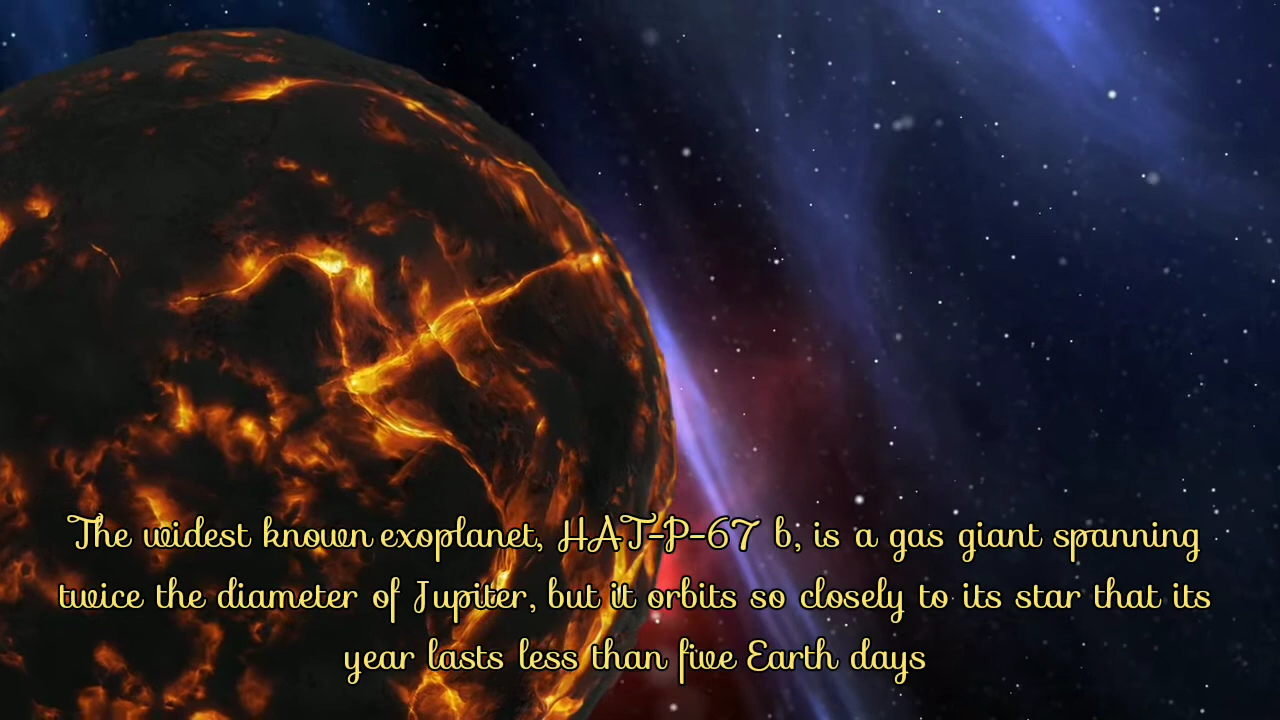 The widest known exoplanet, HAT-P-67 b, is a gas giant spanning
twice the diameter of Jupiter, but it orbits so closely to its star that its
year lasts less than five Earth days